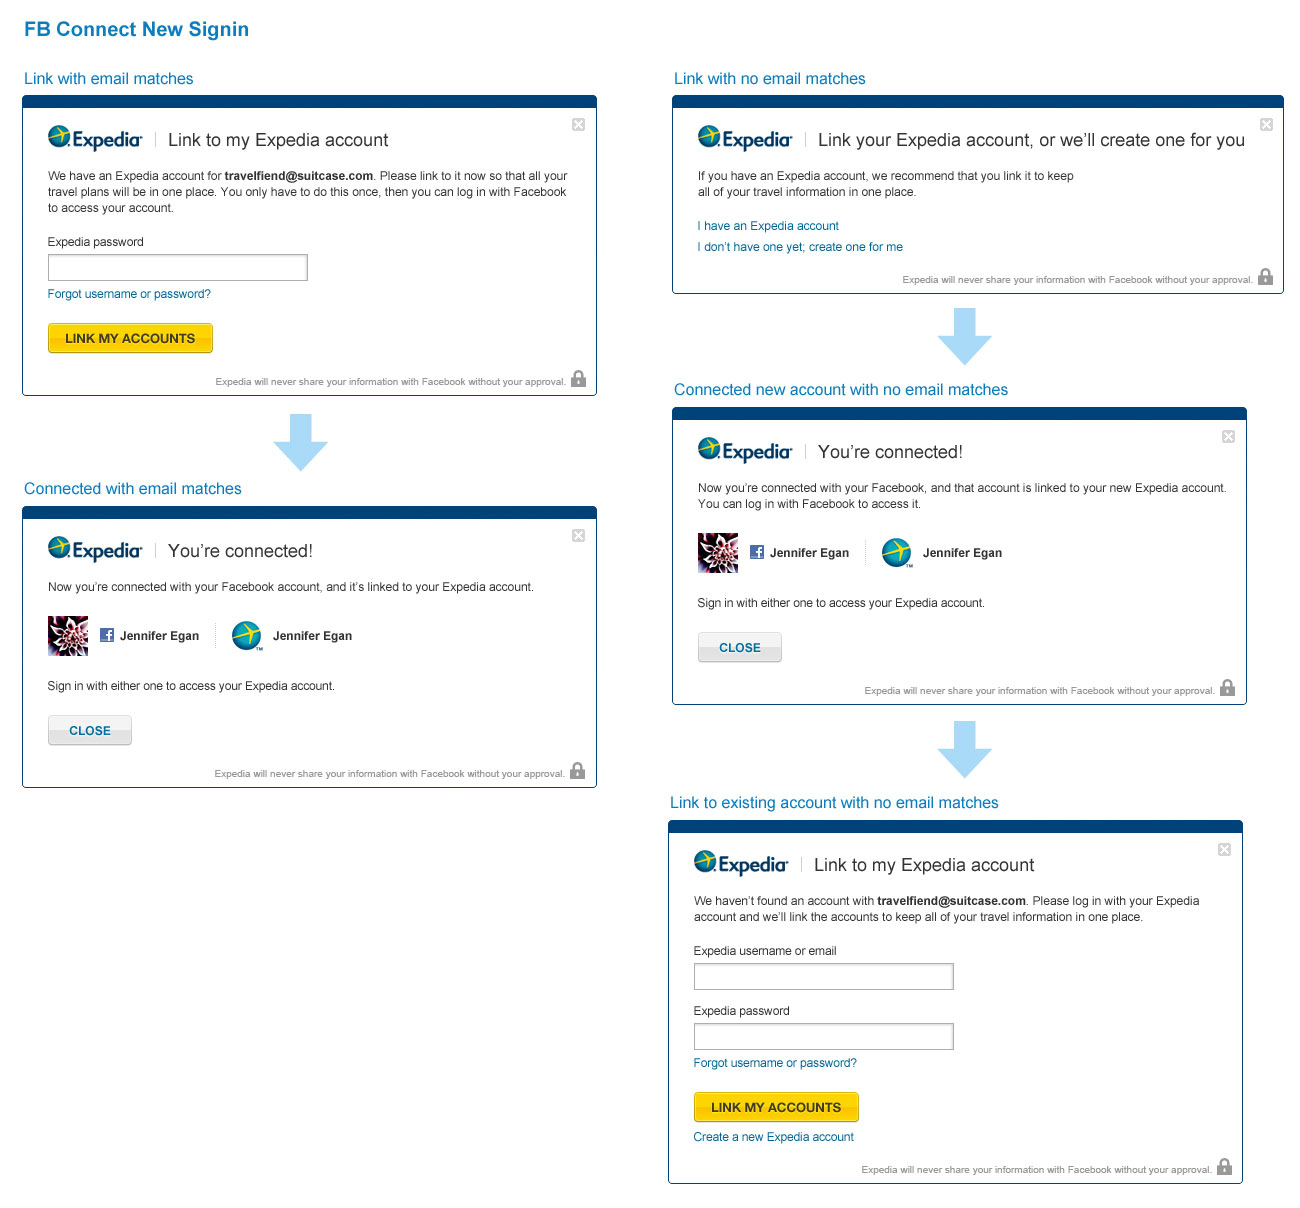 FB Connect New Signin
Link with email matches
Expedia
Link to my Expedia account
We have an Expedia account for travelfiend@suitcase.com. Please link to it now so that all your
travel plans will be in one place. You only have to do this once, then you can log in with Facebook
to access your account.
Expedia password
Forgot username or password?
LINK MY ACCOUNTS
Expedia will never share your information with Facebook without your approval.
Connected with email matches
Expedia
You're connected!
Now you're connected with your Facebook account, and it's linked to your Expedia account.
f Jennifer Egan
TM Jennifer Egan
Sign in with either one to access your Expedia account.
CLOSE
Expedia will never share your information with Facebook without your approval.
Link with no email matches
Expedia
Link your Expedia account, or we'll create one for you
If you have an Expedia account, we recommend that you link it to keep
all of your travel information in one place.
I have an Expedia account
I don't have one yet; create one for me
Expedia will never share your information with Facebook without your approval.
Connected new account with no email matches
Expedia
You're connected!
Now you're connected with your Facebook, and that account is linked to your new Expedia account.
You can log in with Facebook to access it.
f Jennifer Egan
TM Jennifer Egan
Sign in with either one to access your Expedia account.
CLOSE
Expedia will never share your information with Facebook without your approval.
Link to existing account with no email matches
Expedia
Link to my Expedia account
We haven't found an account with travelfiend@suitcase.com. Please log in with your Expedia
account and we'll link the accounts to keep all of your travel information in one place.
Expedia username or email
Expedia password
Forgot username or password?
LINK MY ACCOUNTS
Create a new Expedia account
Expedia will never share your information with Facebook without your approval.